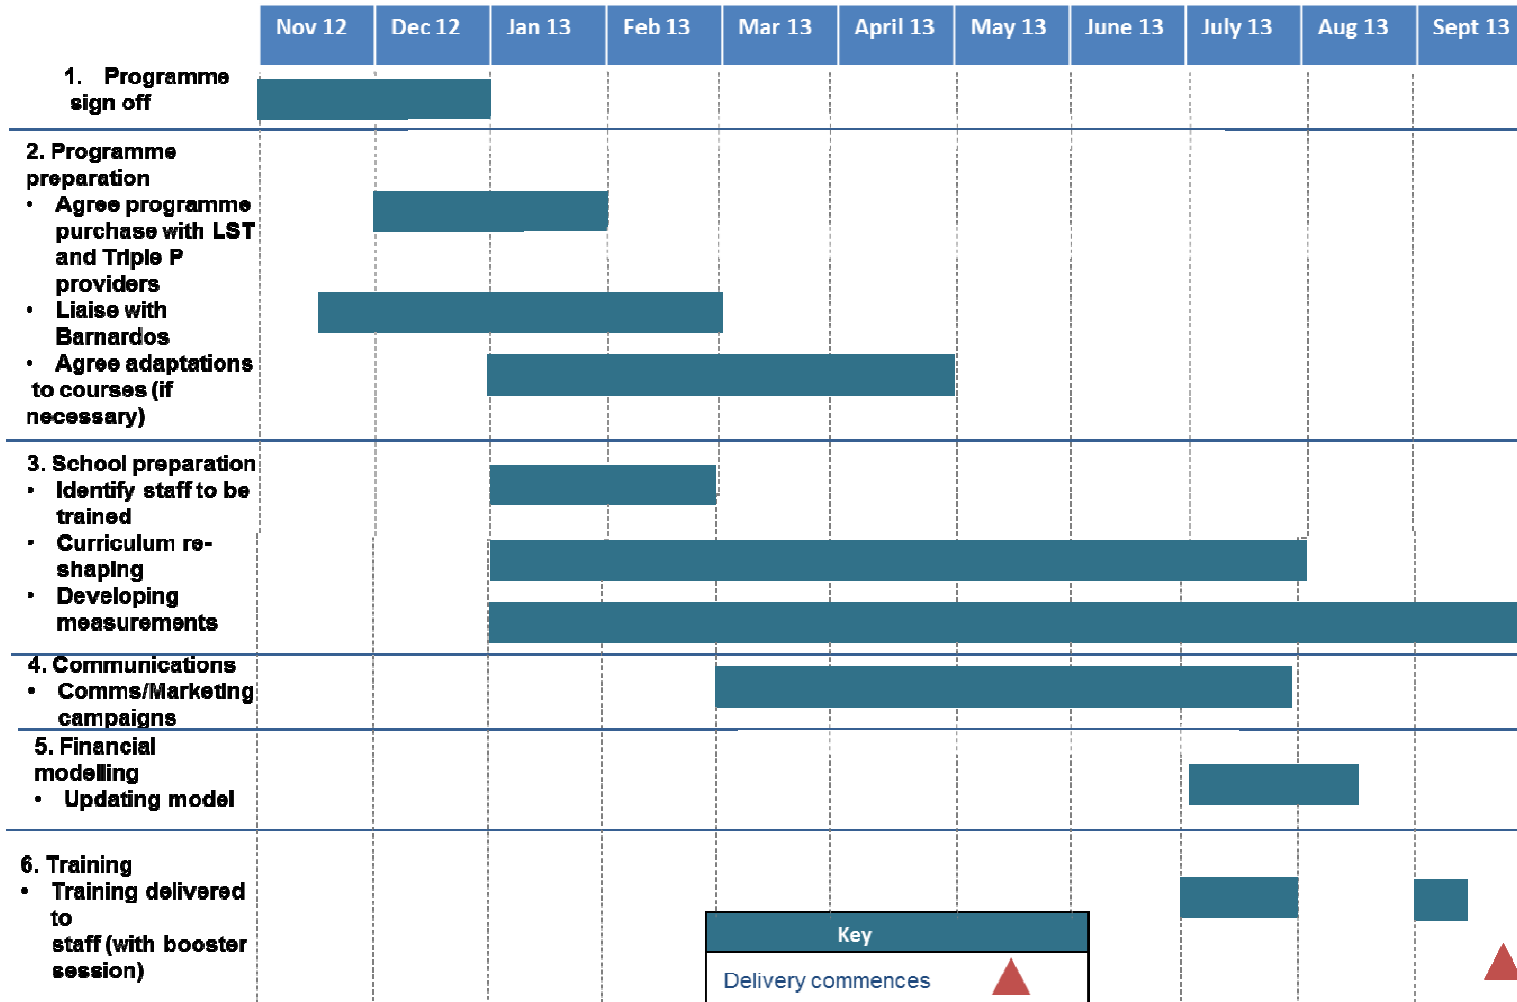 Nov 12 Dec 12 Jan 13 Feb 13 Mar 13 April 13 May 13 June 13 July 13 Aug 13 Sept 13
1. Programme
sign off
2. Programme
preparation
• Agree programme
purchase with LST
and Triple P
providers
• Liaise with
Barnardos
• Agree adaptations
to courses (if
necessary)
3. School preparation
• Identify staff to be
trained
• Curriculum re-
shaping
• Developing
measurements
4. Communications
• Comms/Marketing
campaigns
5. Financial
modelling
• Updating model
6. Training
• Training delivered
to
staff (with booster
session)
Key
Delivery commences